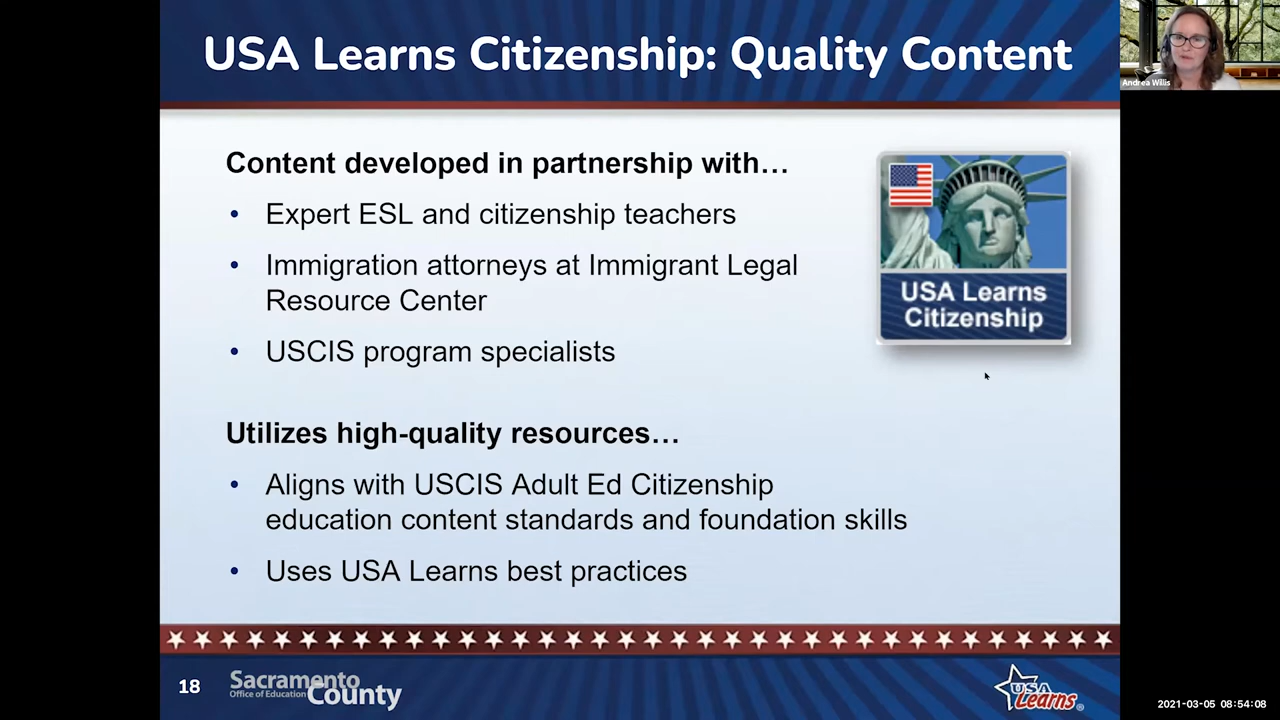 USA Learns Citizenship: Quality Content
Andrea Willis
Content developed in partnership with…
• Expert ESL and citizenship teachers
• Immigration attorneys at Immigrant Legal
Resource Center
• USCIS program specialists
USA Learns
Citizenship
Utilizes high-quality resources…
• Aligns with USCIS Adult Ed Citizenship
education content standards and foundation skills
• Uses USA Learns best practices
18
Sacramento
Office of Education
County
USA
Learns®
2021-03-05 08:54:08